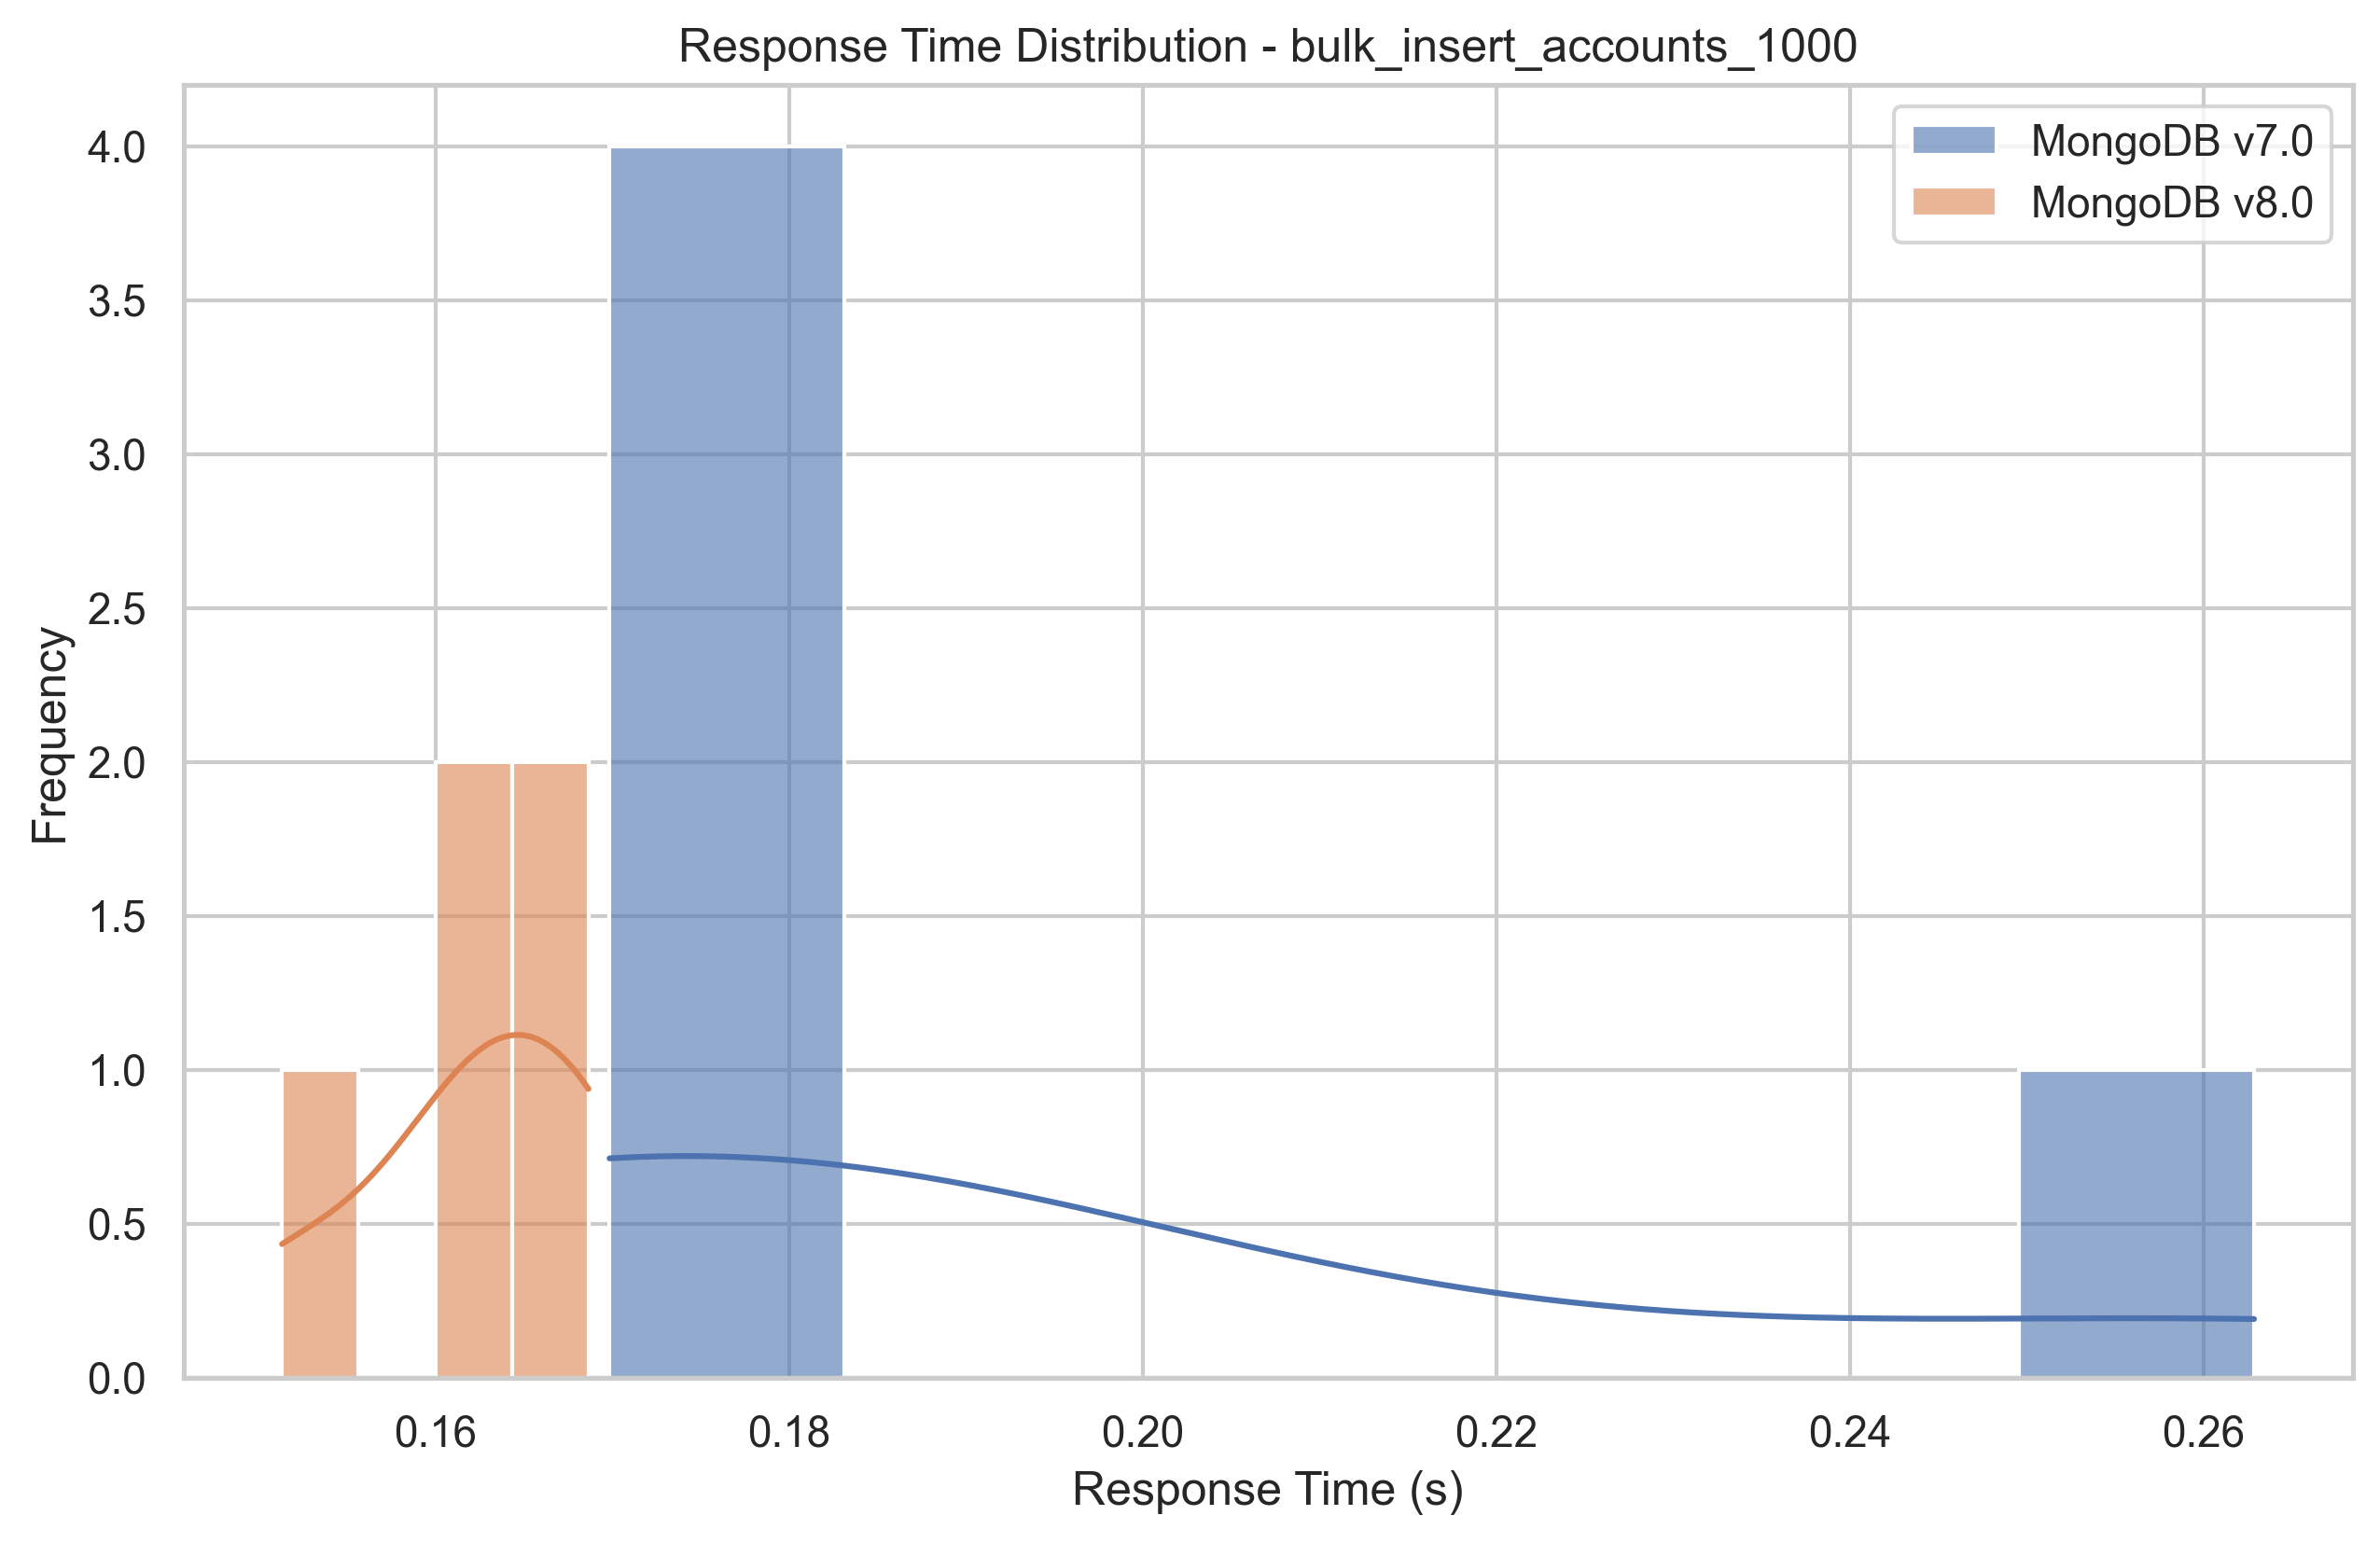 Response Time Distribution - bulk_insert_accounts_1000
MongoDB v7.0
MongoDB v8.0
Frequency
4.0
3.5
3.0
2.5
2.0
1.5
1.0
0.5
0.0
0.16 0.18 0.20 0.22 0.24 0.26
Response Time (s)